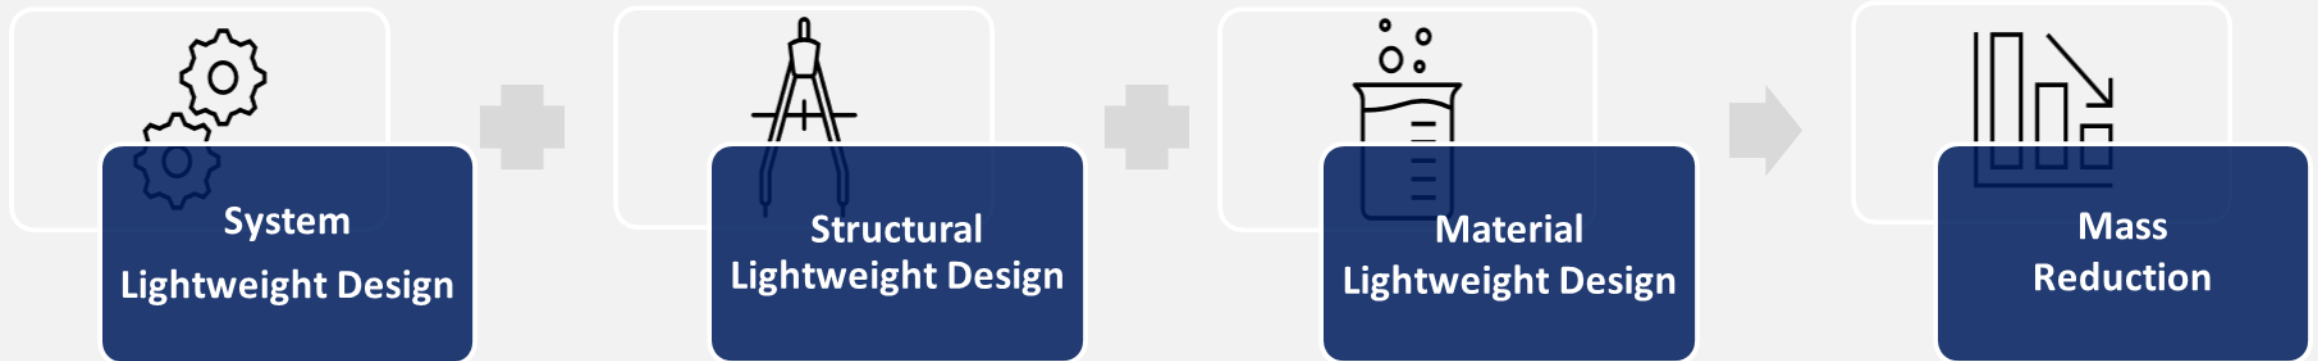 System
Lightweight Design
Structural
Lightweight Design
Material
Lightweight Design
Mass
Reduction